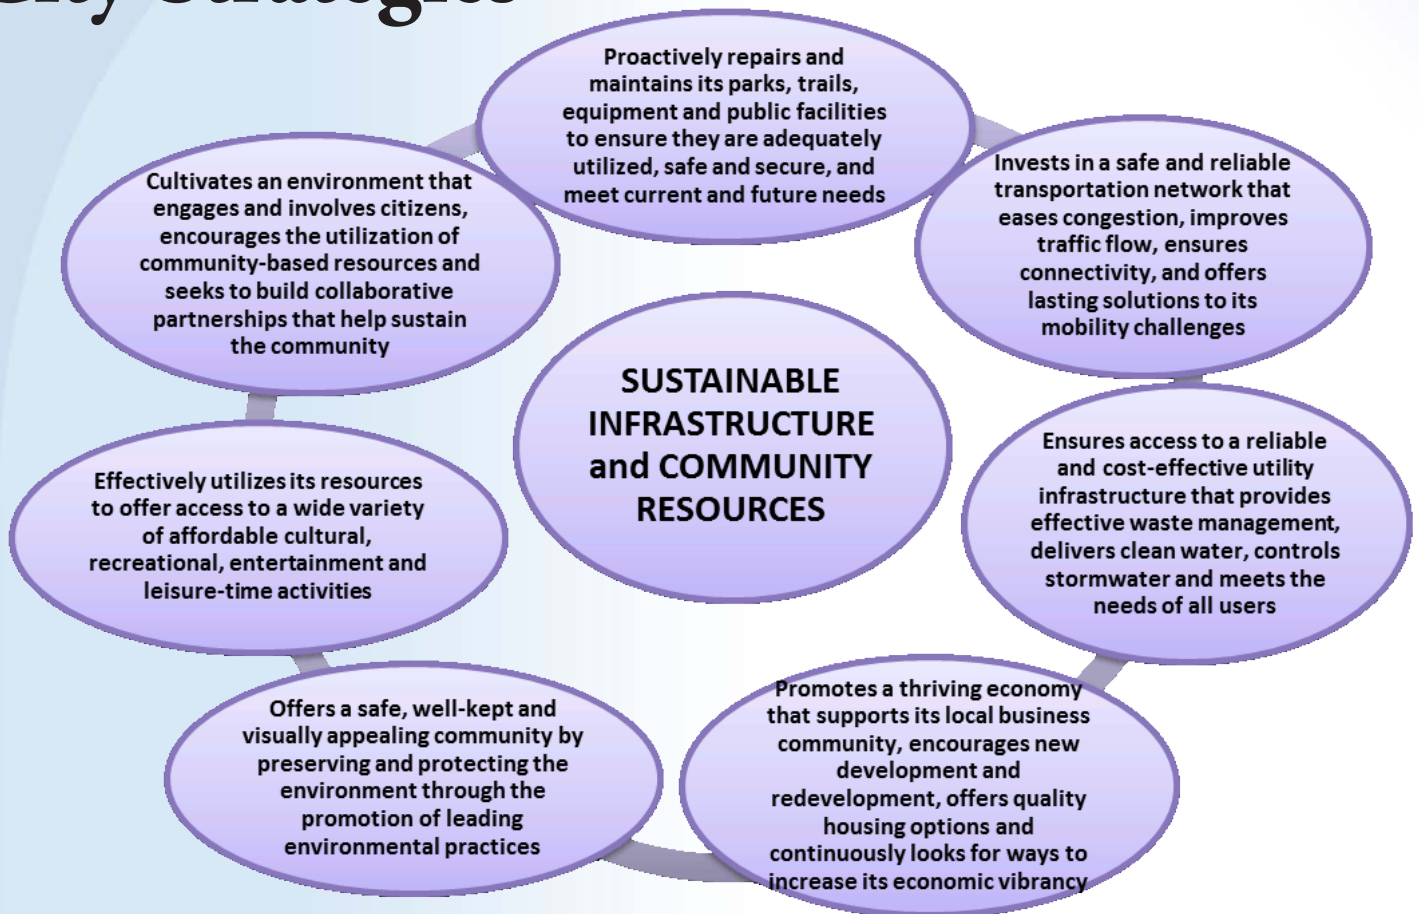 City Strategies
Proactively repairs and
maintains its parks, trails,
equipment and public facilities
to ensure they are adequately
utilized, safe and secure, and
meet current and future needs
Invests in a safe and reliable
transportation network that
eases congestion, improves
traffic flow, ensures
connectivity, and offers
lasting solutions to its
mobility challenges
Ensures access to a reliable
and cost-effective utility
infrastructure that provides
effective waste management,
delivers clean water, controls
stormwater and meets the
needs of all users
Promotes a thriving economy
that supports its local business
community, encourages new
development and
redevelopment, offers quality
housing options and
continuously looks for ways to
increase its economic vibrancy
Offers a safe, well-kept and
visually appealing community by
preserving and protecting the
environment through the
promotion of leading
environmental practices
Effectively utilizes its resources
to offer access to a wide variety
of affordable cultural,
recreational, entertainment and
leisure-time activities
Cultivates an environment that
engages and involves citizens,
encourages the utilization of
community-based resources and
seeks to build collaborative
partnerships that help sustain
the community
SUSTAINABLE
INFRASTRUCTURE
and COMMUNITY
RESOURCES